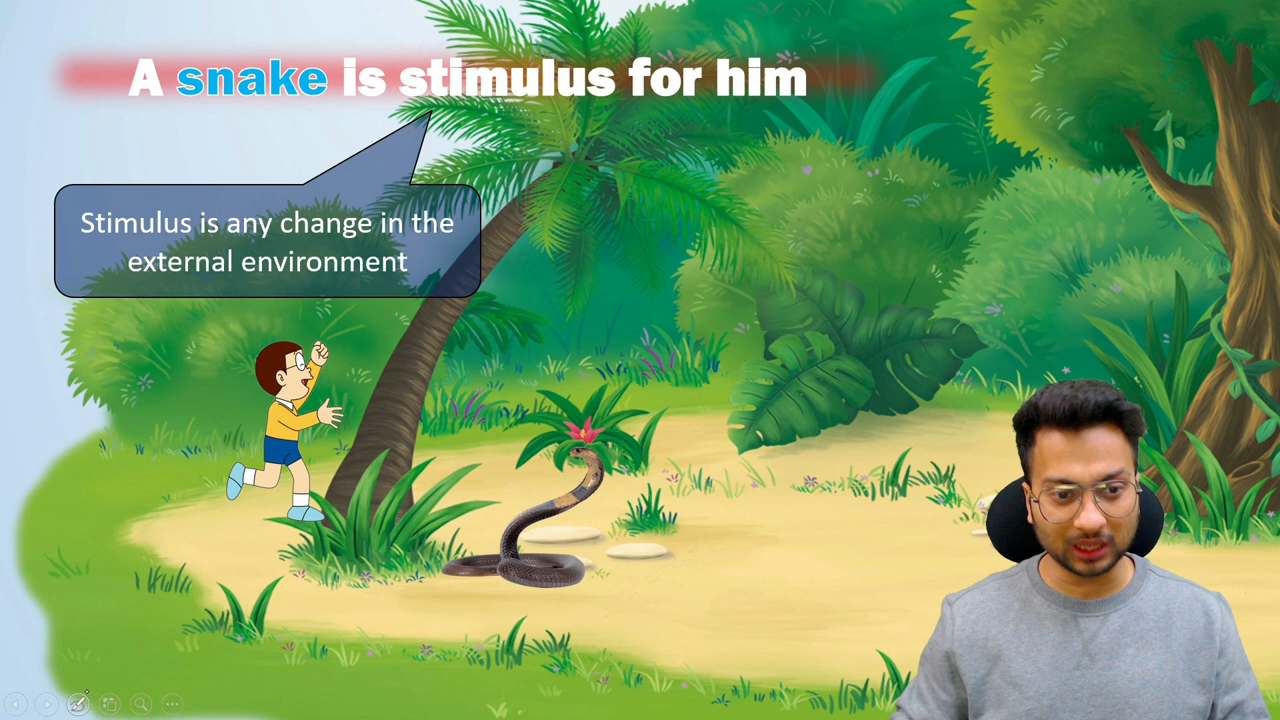 A snake is stimulus for him
Stimulus is any change in the
external environment